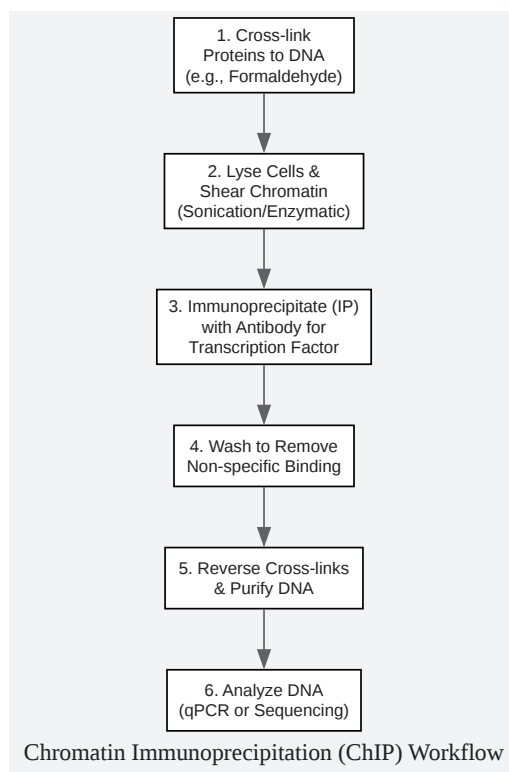 1. Cross-link
Proteins to DNA
(e.g., Formaldehyde)
2. Lyse Cells &
Shear Chromatin
(Sonication/Enzymatic)
3. Immunoprecipitate (IP)
with Antibody for
Transcription Factor
4. Wash to Remove
Non-specific Binding
5. Reverse Cross-links
& Purify DNA
6. Analyze DNA
(qPCR or Sequencing)
Chromatin Immunoprecipitation (ChIP) Workflow